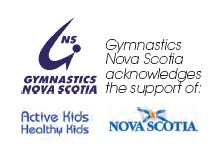 NS
GYMNASTICS
NOVA SCOTIA
Gymnastics
Nova Scotia
acknowledges
the support of:
Active Kids
Healthy Kids
NOVA SCOTIA